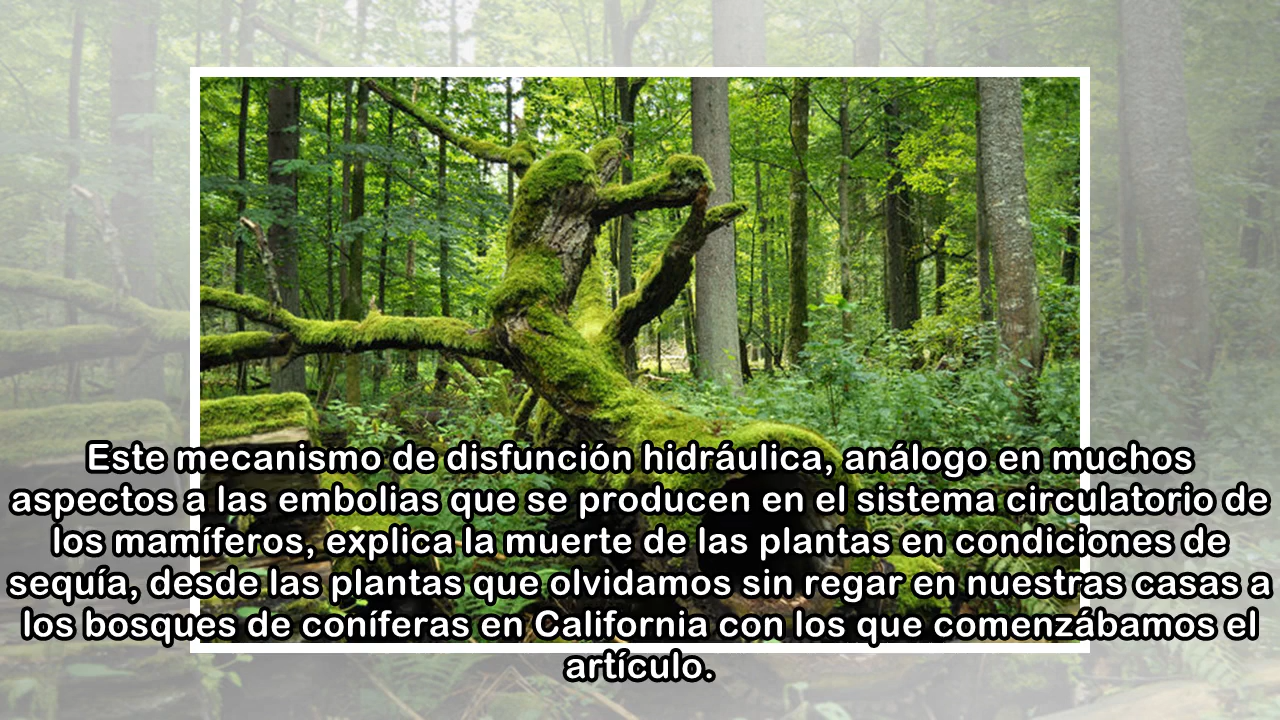 Este mecanismo de disfunción hidráulica, análogo en muchos
aspectos a las embolias que se producen en el sistema circulatorio de
los mamíferos, explica la muerte de las plantas en condiciones de
sequía, desde las plantas que olvidamos sin regar en nuestras casas a
los bosques de coníferas en California con los que comenzábamos el
artículo.